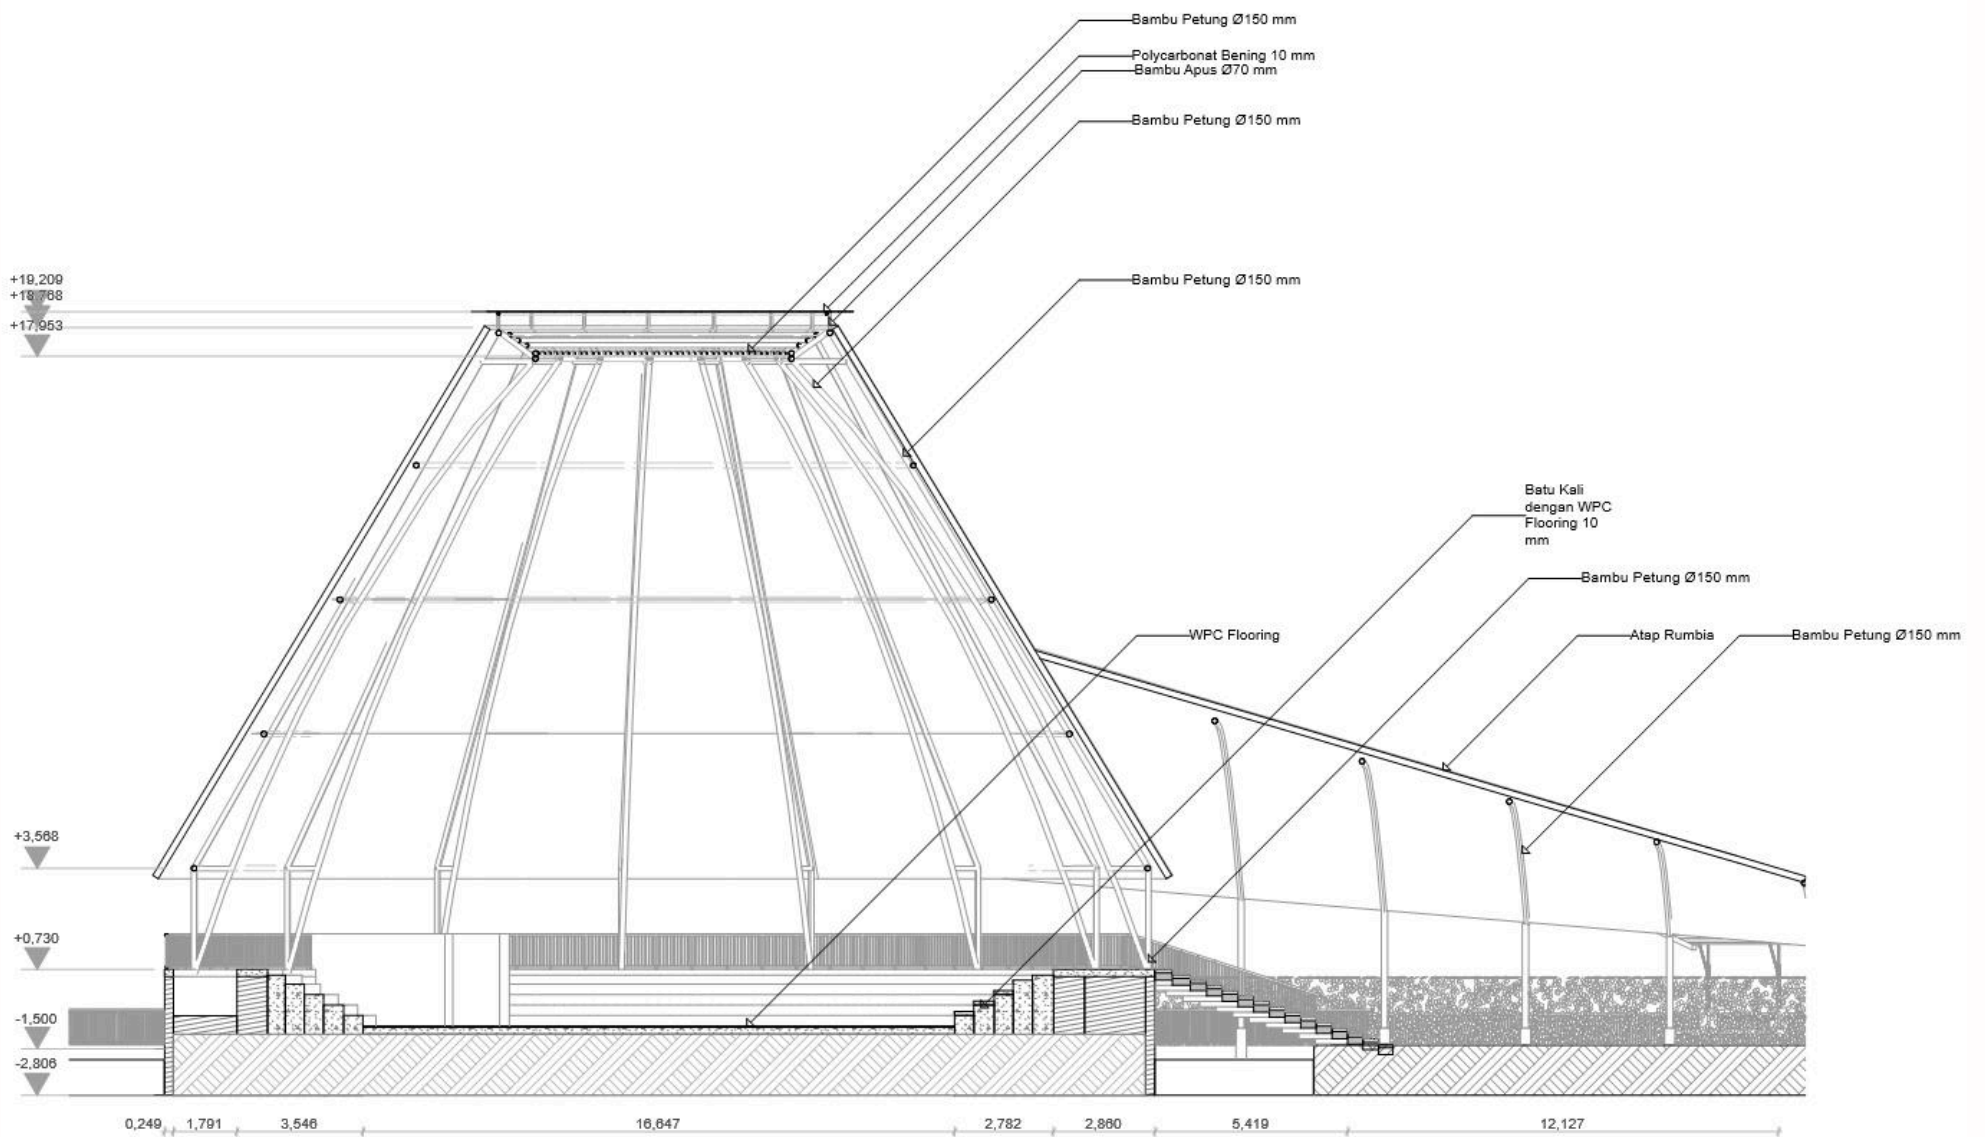 Bambu Petung Ø150 mm
Polycarbonat Bening 10 mm
Bambu Apus Ø70 mm
Bambu Petung Ø150 mm
+19,209
Bambu Petung Ø150 mm
+18,768
+17,953
Batu Kali
dengan WPC
Flooring 10
mm
Bambu Petung Ø150 mm
WPC Flooring
Atap Rumbia
Bambu Petung Ø150 mm
+3,568
+0,730
-1,500
-2,806
0,249 1,791 3,546 16,647 2,782 2,860 5,419 12,127